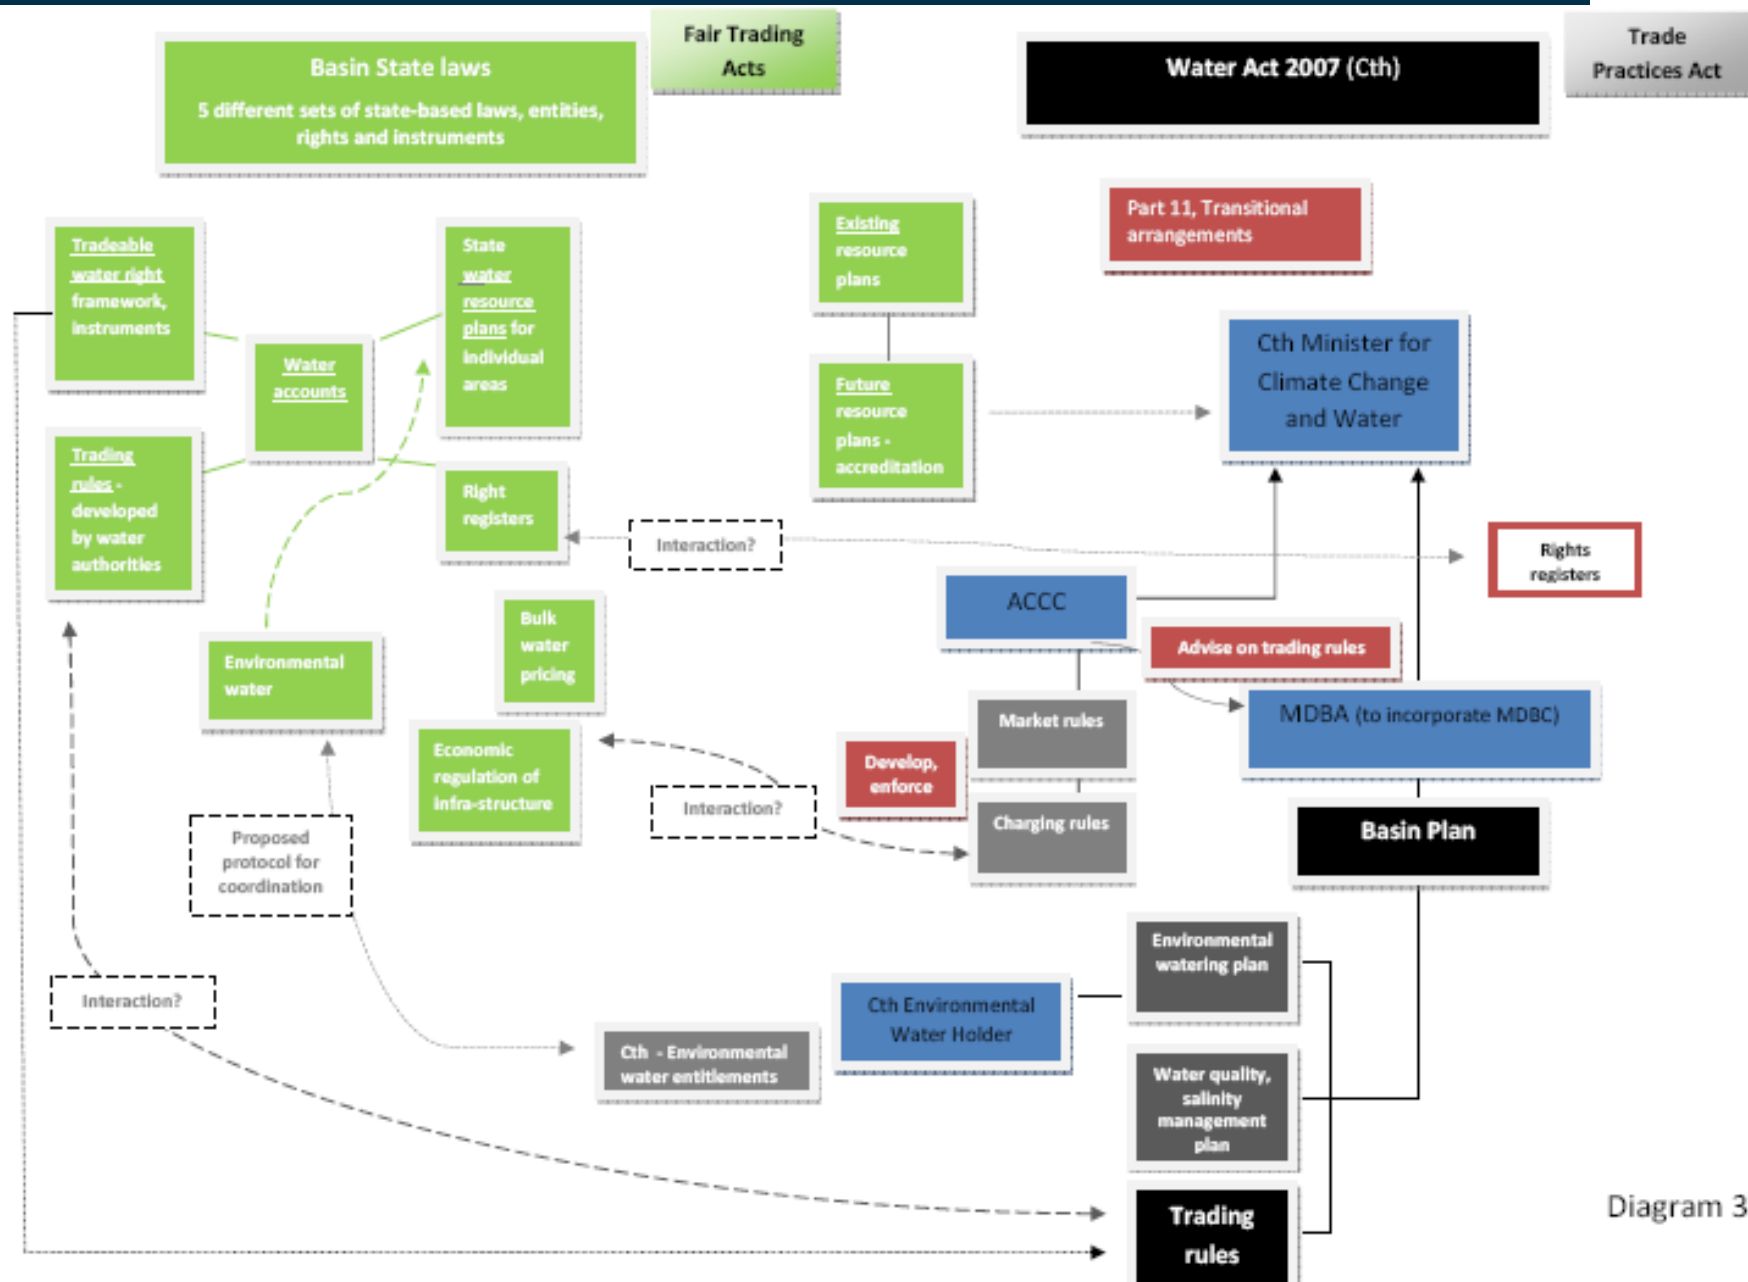 Fair Trading
Acts
Trade
Practices Act
Basin State laws
5 different sets of state-based laws, entities,
rights and instruments
Water Act 2007 (Cth)
Part 11, Transitional
arrangements
Tradeable
water right
framework,
instruments
State
water
resource
plans for
individual
areas
Water
accounts
Existing
resource
plans
Future
resource
plans -
accreditation
Cth Minister for
Climate Change
and Water
Trading
rules -
developed
by water
authorities
Right
registers
Interaction?
Rights
registers
ACCC
Advise on trading rules
Bulk
water
pricing
Environmental
water
MDBA (to incorporate MDBC)
Market rules
Economic
regulation of
infra-structure
Develop,
enforce
Interaction?
Charging rules
Basin Plan
Proposed
protocol for
coordination
Environmental
watering plan
Interaction?
Cth Environmental
Water Holder
Cth - Environmental
water entitlements
Water quality,
salinity
management
plan
Trading
rules
Diagram 3